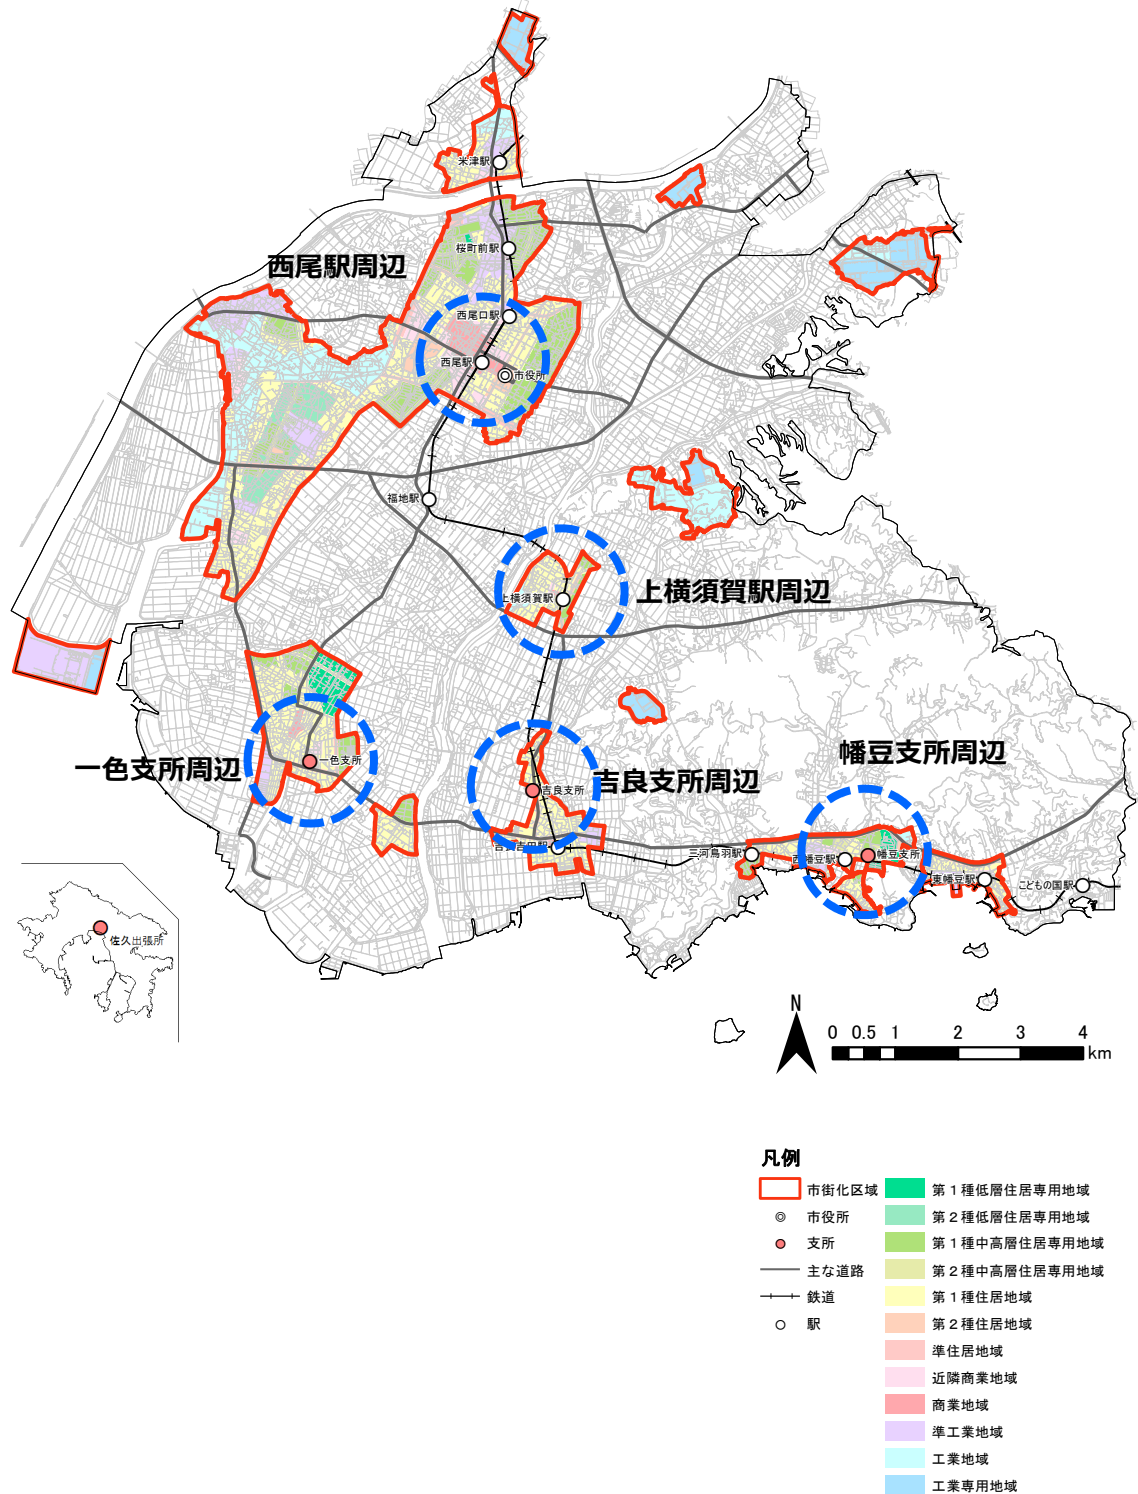 米津駅
桜町前駅
西尾駅周辺
西尾口駅
西尾駅
市役所
福地駅
上横須賀駅
上横須賀駅周辺
一色支所
一色支所周辺
吉良支所
吉良支所周辺
吉良吉田駅
幡豆支所周辺
三河鳥羽駅
西幡豆駅
幡豆支所
東幡豆駅
こどもの国駅
佐久出張所
N
0 0.5 1 2 3 4
km
凡例
市街化区域
市役所
支所
主な道路
鉄道
駅
第１種低層住居専用地域
第２種低層住居専用地域
第１種中高層住居専用地域
第２種中高層住居専用地域
第１種住居地域
第２種住居地域
準住居地域
近隣商業地域
商業地域
準工業地域
工業地域
工業専用地域